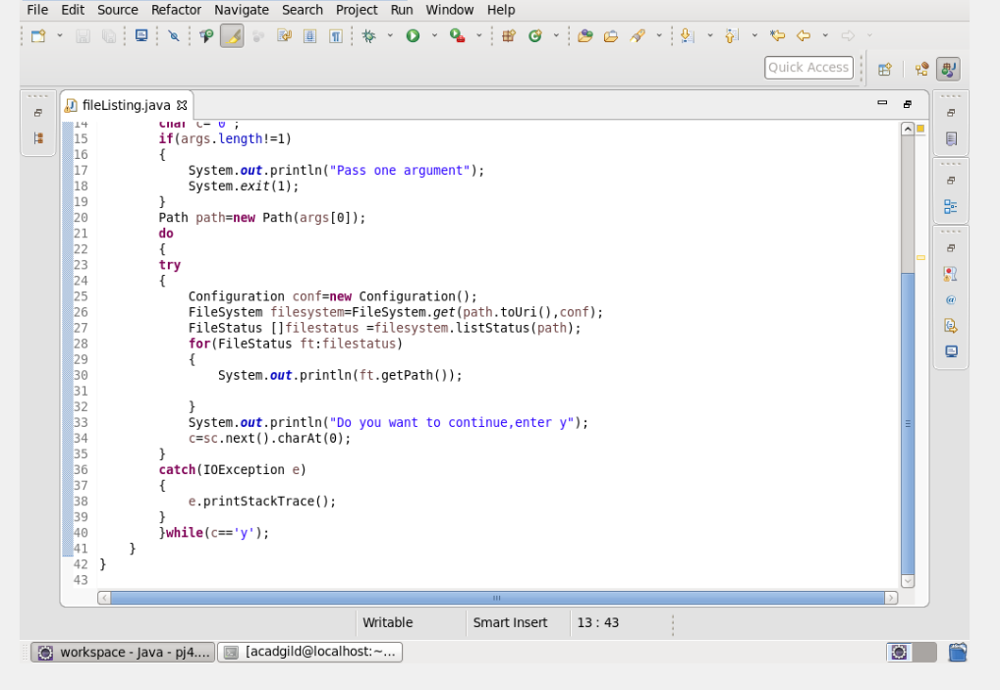 File Edit Source Refactor Navigate Search Project Run Window Help
Quick Access
fileListing.java
14 char c='0';
15 if(args.length!=1)
16 {
17 System.out.println("Pass one argument");
18 System.exit(1);
19 }
20 Path path=new Path(args[0]);
21 do
22 {
23 try
24 {
25 Configuration conf=new Configuration();
26 FileSystem filesystem=FileSystem.get(path.toUri(),conf);
27 FileStatus []filestatus =filesystem.listStatus(path);
28 for(FileStatus ft:filestatus)
29 {
30 System.out.println(ft.getPath());
31
32 }
33 System.out.println("Do you want to continue,enter y");
34 c=sc.next().charAt(0);
35 }
36 catch(IOException e)
37 {
38 e.printStackTrace();
39 }
40 }while(c=='y');
41 }
42 }
43
Writable Smart Insert 13 : 43
workspace - Java - pj4.... [acadgild@localhost:~...